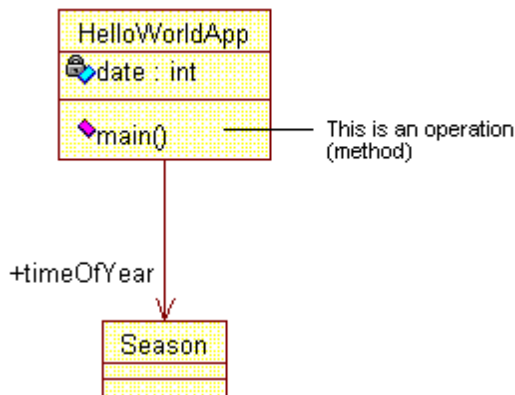 HelloWorldApp
date : int
main()
This is an operation
(method)
+timeOfYear
Season